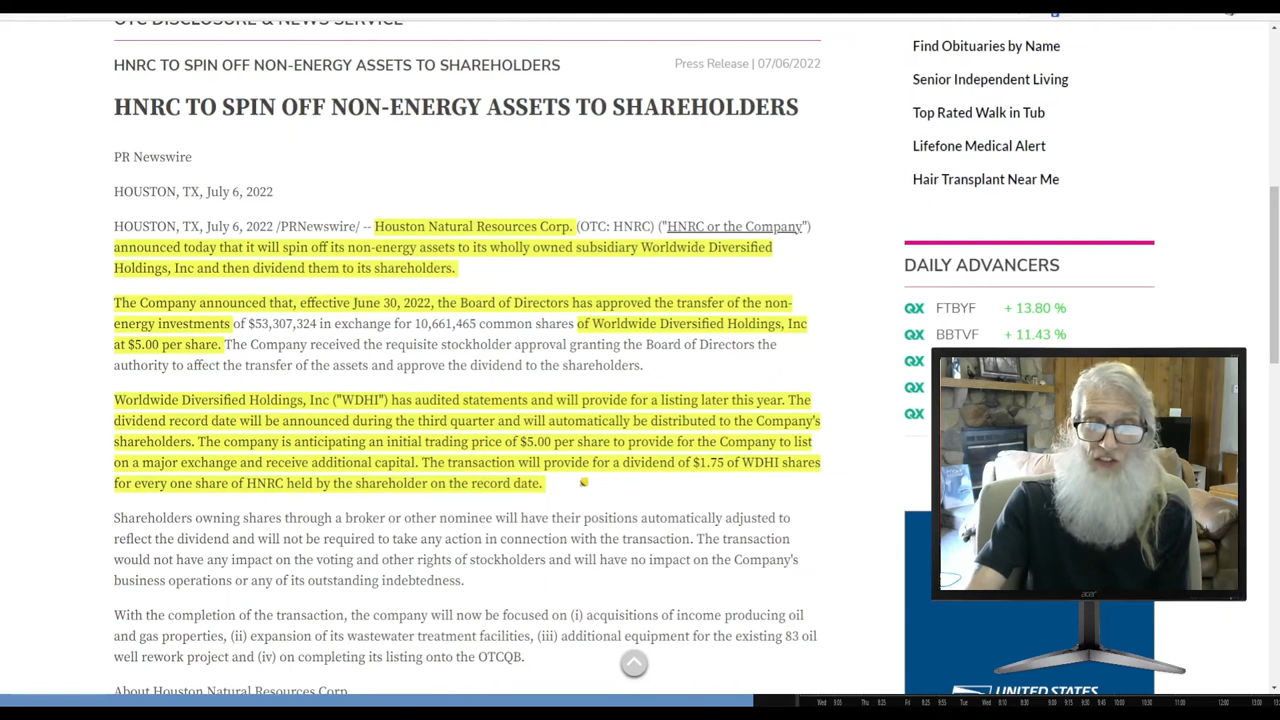 OTC DISCLOSURE & NEWS SERVICE
HNRC TO SPIN OFF NON-ENERGY ASSETS TO SHAREHOLDERS
Press Release | 07/06/2022
HNRC TO SPIN OFF NON-ENERGY ASSETS TO SHAREHOLDERS
PR Newswire
HOUSTON, TX, July 6, 2022
HOUSTON, TX, July 6, 2022 /PRNewswire/ -- Houston Natural Resources Corp. (OTC: HNRC) ("HNRC or the Company")
announced today that it will spin off its non-energy assets to its wholly owned subsidiary Worldwide Diversified
Holdings, Inc and then dividend them to its shareholders.
The Company announced that, effective June 30, 2022, the Board of Directors has approved the transfer of the non-
energy investments of $53,307,324 in exchange for 10,661,465 common shares of Worldwide Diversified Holdings, Inc
at $5.00 per share. The Company received the requisite stockholder approval granting the Board of Directors the
authority to affect the transfer of the assets and approve the dividend to the shareholders.
Worldwide Diversified Holdings, Inc ("WDHI") has audited statements and will provide for a listing later this year. The
dividend record date will be announced during the third quarter and will automatically be distributed to the Company's
shareholders. The company is anticipating an initial trading price of $5.00 per share to provide for the Company to list
on a major exchange and receive additional capital. The transaction will provide for a dividend of $1.75 of WDHI shares
for every one share of HNRC held by the shareholder on the record date.
Shareholders owning shares through a broker or other nominee will have their positions automatically adjusted to
reflect the dividend and will not be required to take any action in connection with the transaction. The transaction
would not have any impact on the voting and other rights of stockholders and will have no impact on the Company's
business operations or any of its outstanding indebtedness.
With the completion of the transaction, the company will now be focused on (i) acquisitions of income producing oil
and gas properties, (ii) expansion of its wastewater treatment facilities, (iii) additional equipment for the existing 83 oil
well rework project and (iv) on completing its listing onto the OTCQB.
About Houston Natural Resources Corp
Find Obituaries by Name
Senior Independent Living
Top Rated Walk in Tub
Lifefone Medical Alert
Hair Transplant Near Me
DAILY ADVANCERS
QX FTBYF + 13.80 %
QX BBTVF + 11.43 %
QX
QX
QX
acer
UNITED STATES